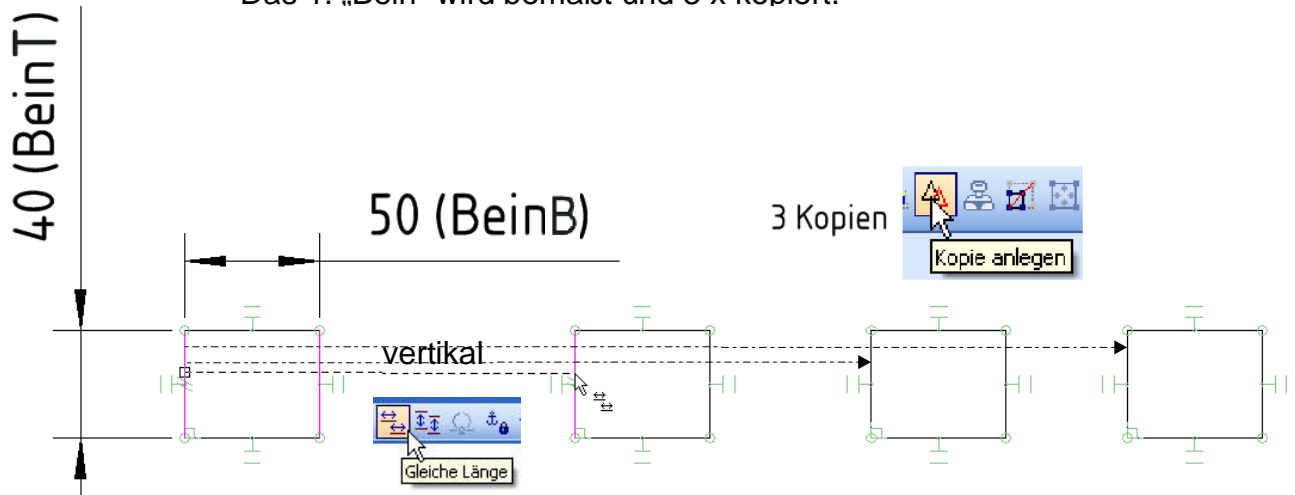 Das 1. „Bein“ wird bemaßt und 3 x kopiert.
40 (BeinT)
50 (BeinB)
3 Kopien
Kopie anlegen
vertikal
Gleiche Länge